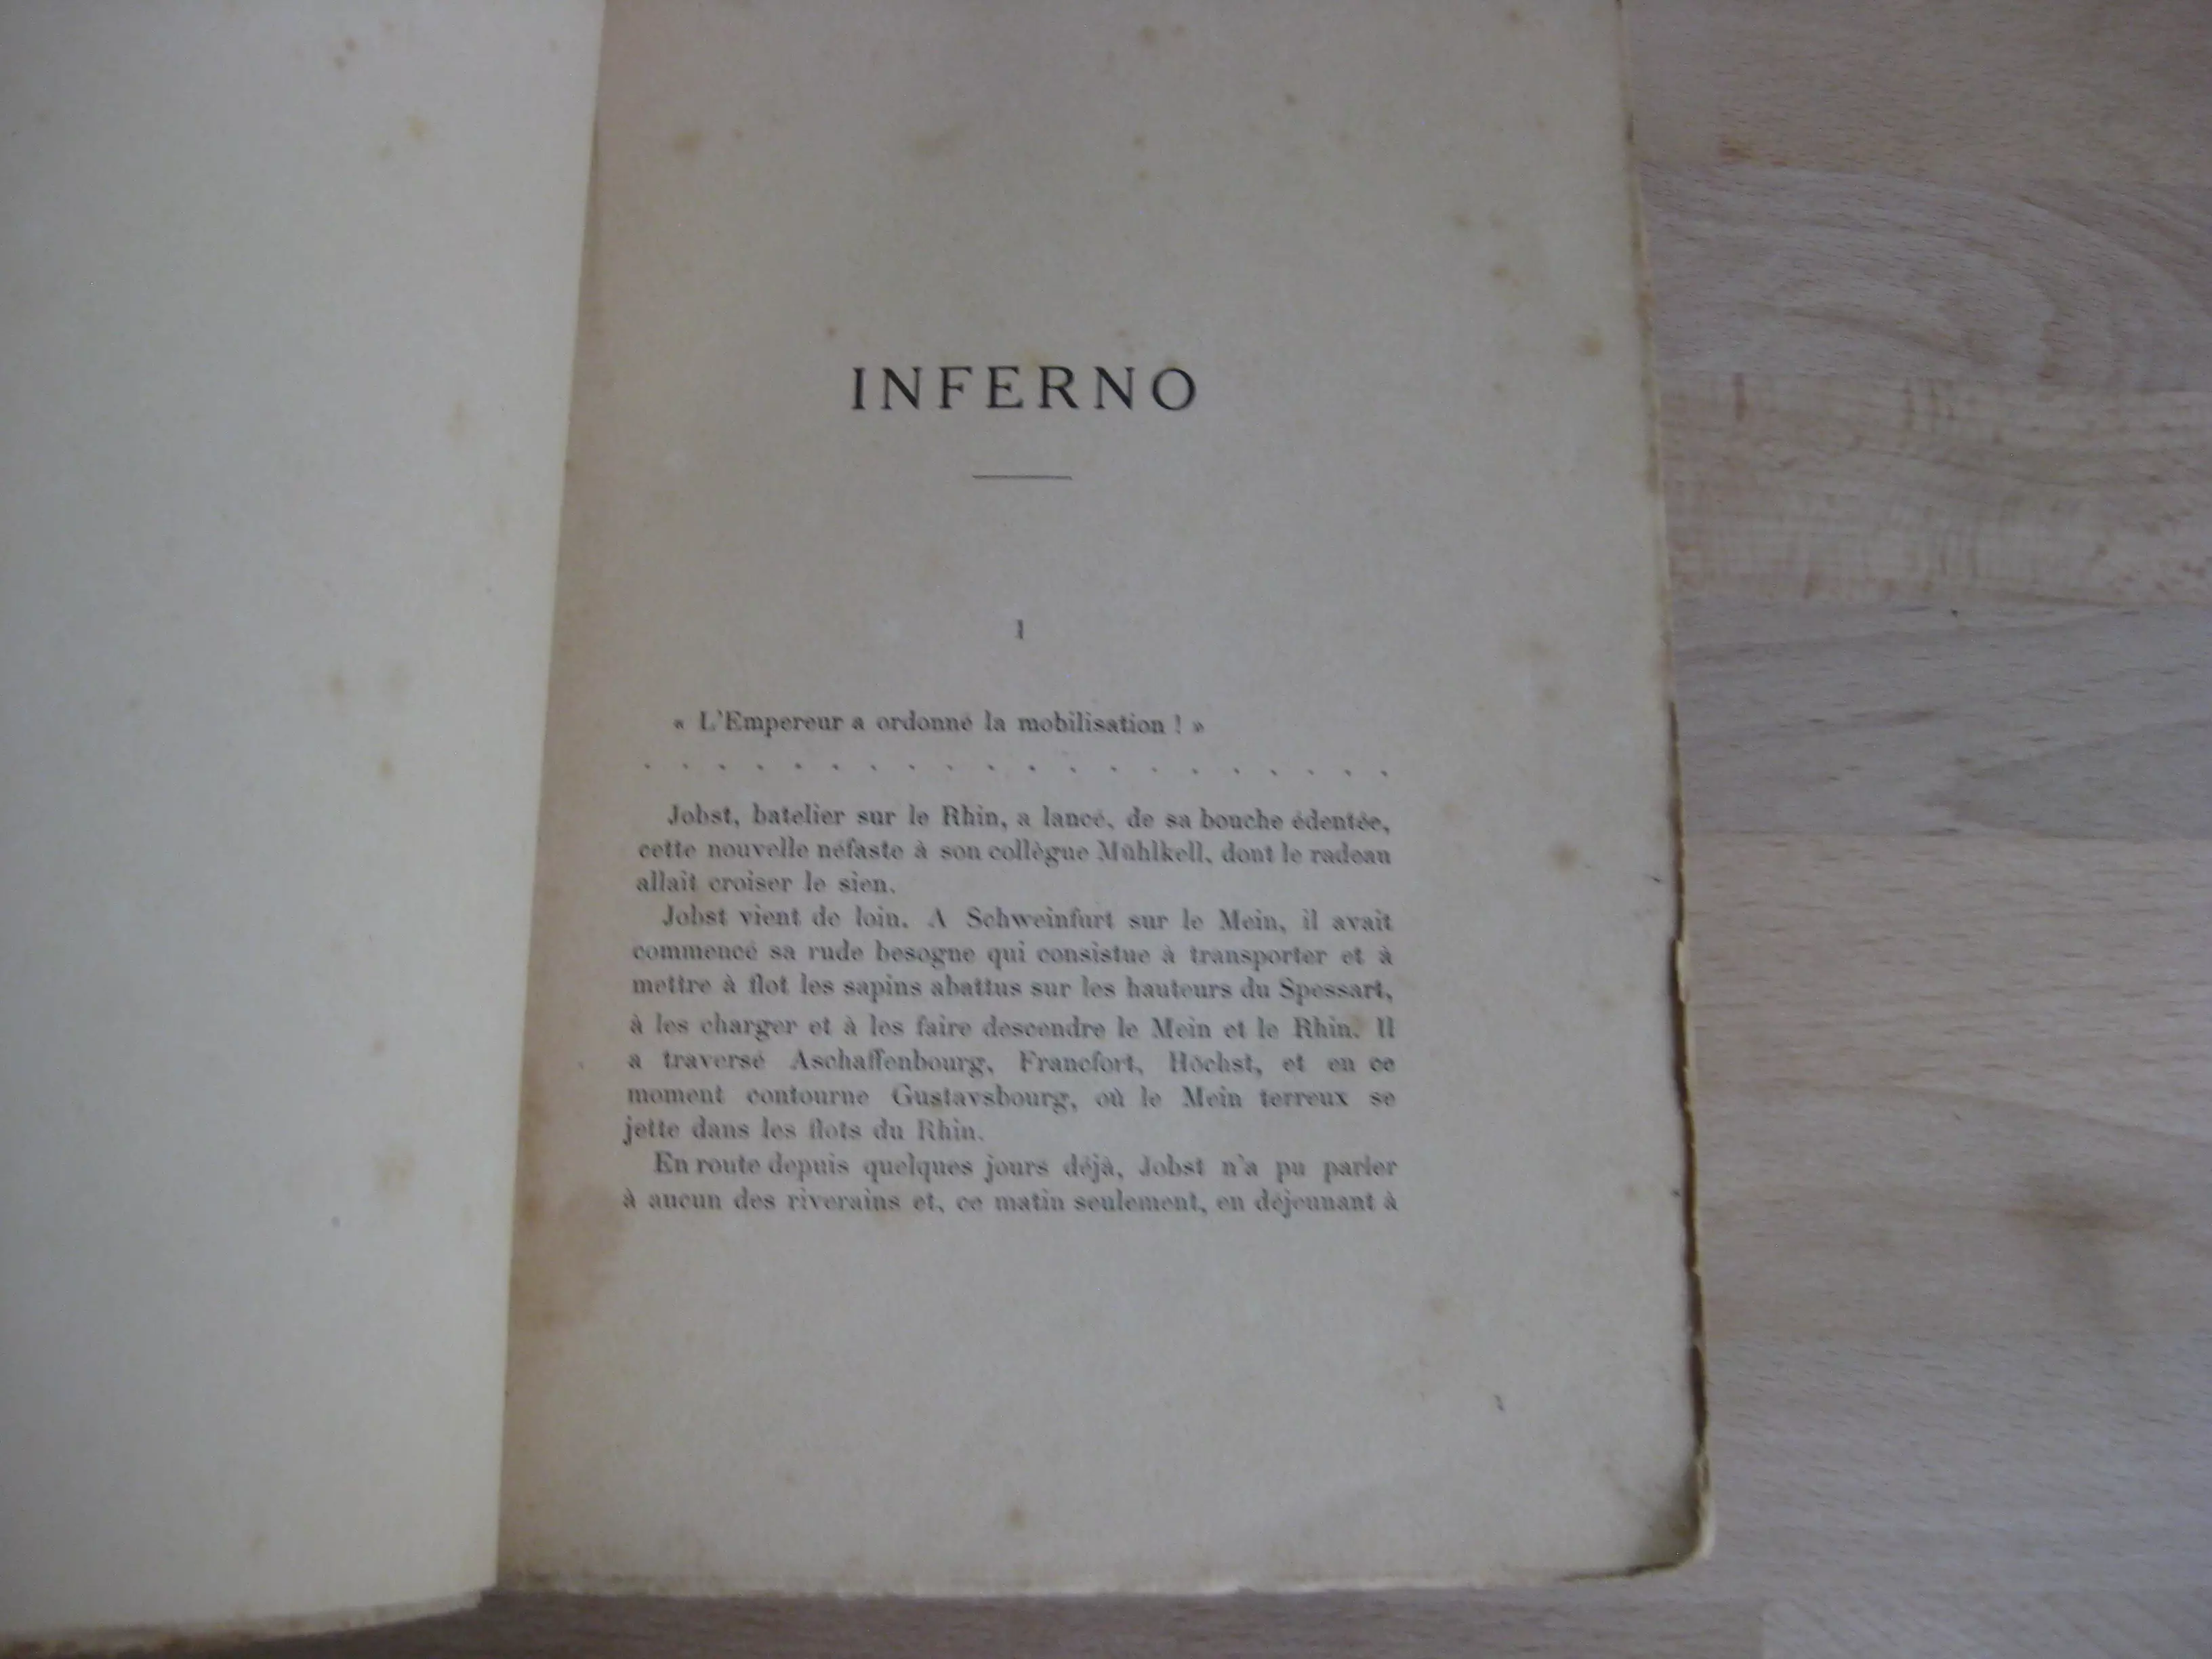 INFERNO
I
« L'Empereur a ordonné la mobilisation ! »
. . . . . . . . . . . . . . . . . . . .
Jobst, batelier sur le Rhin, a lancé, de sa bouche édentée,
cette nouvelle néfaste à son collègue Mühlkell, dont le radeau
allait croiser le sien.
Jobst vient de loin. A Schweinfurt sur le Mein, il avait
commencé sa rude besogne qui consistue à transporter et à
mettre à flot les sapins abattus sur les hauteurs du Spessart,
à les charger et à les faire descendre le Mein et le Rhin. Il
a traversé Aschaffenbourg, Francfort, Höchst, et en ce
moment contourne Gustavsbourg, où le Mein terreux se
jette dans les flots du Rhin.
En route depuis quelques jours déjà, Jobst n'a pu parler
à aucun des riverains et, ce matin seulement, en déjeunant à
1